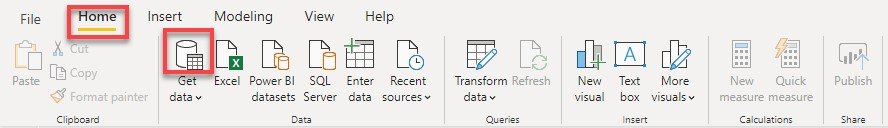 File Home Insert Modeling View Help
Paste
Cut
Copy
Format painter
Clipboard
Get data
Excel
Power BI datasets
SQL Server
Enter data
Recent sources
Data
Transform data
Refresh
Queries
New visual
A
Text box
More visuals
Insert
New measure
Quick measure
Calculations
Publish
Share